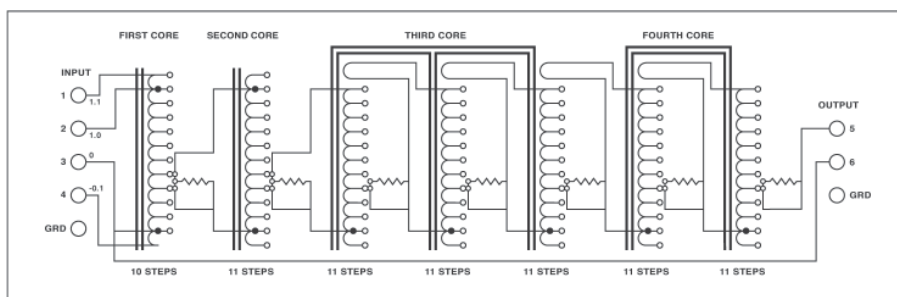 FIRST CORE SECOND CORE THIRD CORE FOURTH CORE
INPUT
1 1.1
2 1.0
3 0
4 -0.1
GRD
OUTPUT
5
6
GRD
10 STEPS 11 STEPS 11 STEPS 11 STEPS 11 STEPS 11 STEPS 11 STEPS